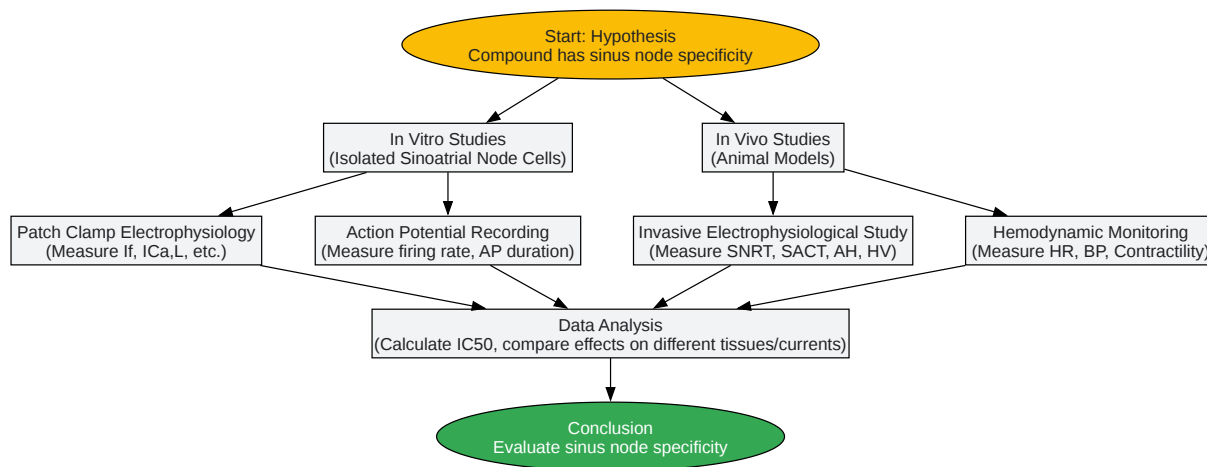 Start: Hypothesis
Compound has sinus node specificity
In Vitro Studies
(Isolated Sinoatrial Node Cells)
In Vivo Studies
(Animal Models)
Patch Clamp Electrophysiology
(Measure If, ICa,L, etc.)
Action Potential Recording
(Measure firing rate, AP duration)
Invasive Electrophysiological Study
(Measure SNRT, SACT, AH, HV)
Hemodynamic Monitoring
(Measure HR, BP, Contractility)
Data Analysis
(Calculate IC50, compare effects on different tissues/currents)
Conclusion
Evaluate sinus node specificity